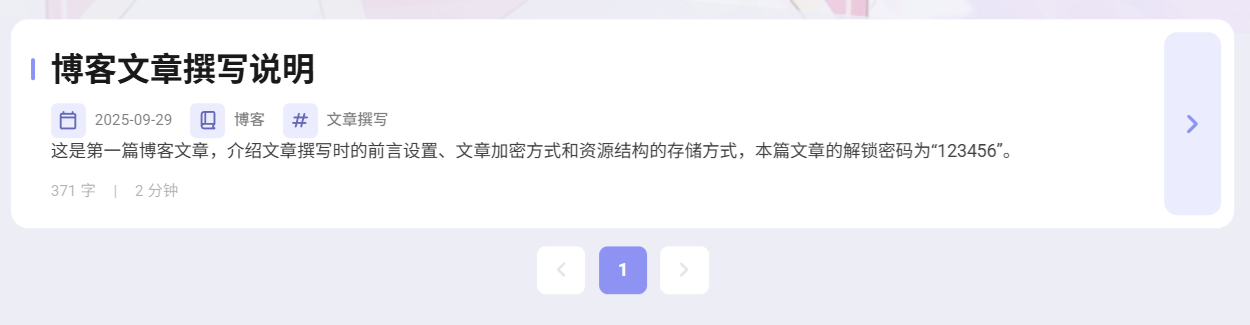 博客文章撰写说明
2025-09-29 博客 # 文章撰写
这是第一篇博客文章，介绍文章撰写时的前言设置、文章加密方式和资源结构的存储方式，本篇文章的解锁密码为“123456”。
371 字 | 2 分钟
1